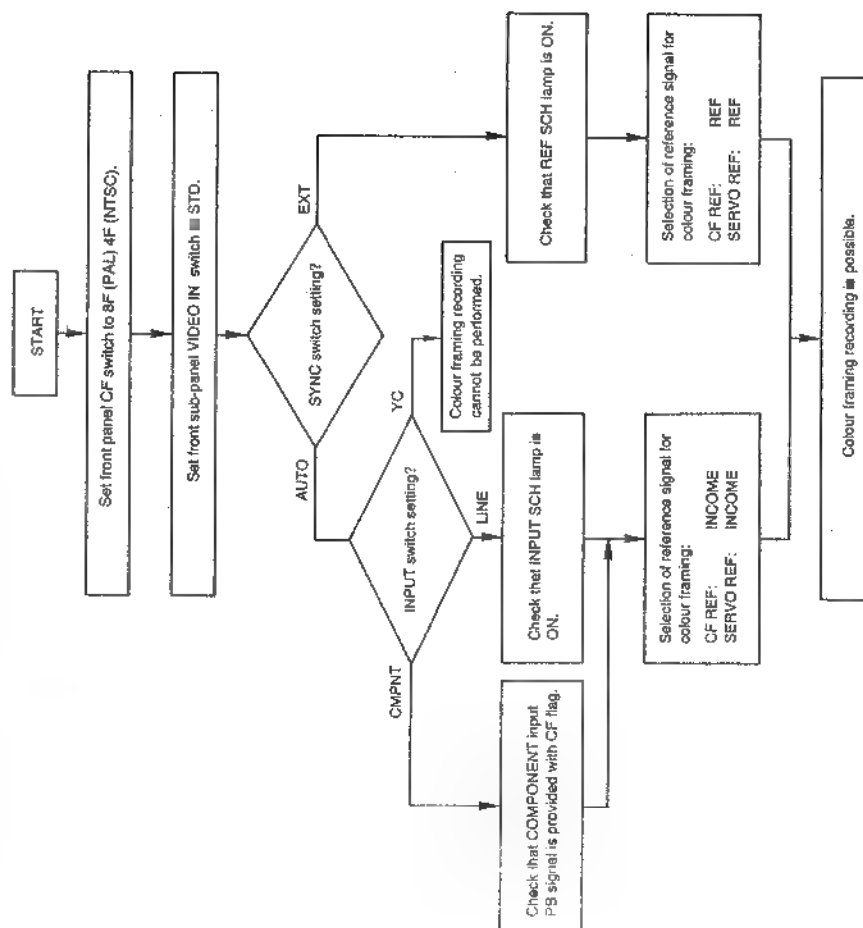 START
Set front panel CF switch to 8F (PAL) 4F (NTSC).
Set front sub-panel VIDEO IN switch STD.
SYNC switch setting?
AUTO
EXT
INPUT switch setting?
CMPNT
LINE
YC
Colour framing recording
cannot be performed.
Check that COMPONENT input
PB signal is provided with CF flag.
Check thet INPUT SCH lamp is
ON.
Check that REF SCH lamp is ON.
Selection of reference signal for
colour framing:
CF REF: INCOME
SERVO REF: INCOME
Selection of reference signal for
colour framing:
CF REF: REF
SERVO REF: REF
Colour framing recording is possible.